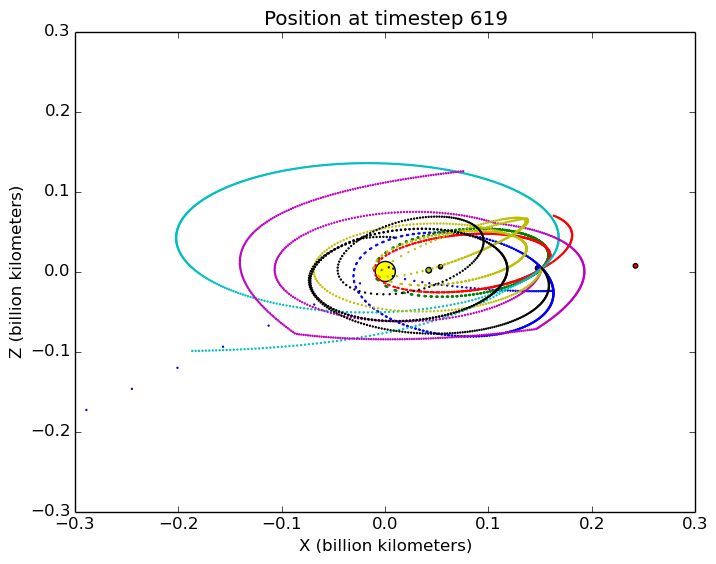 Position at timestep 619
0.3
0.2
0.1
0.0
−0.1
−0.2
−0.3
Z (billion kilometers)
−0.3 −0.2 −0.1 0.0 0.1 0.2 0.3
X (billion kilometers)